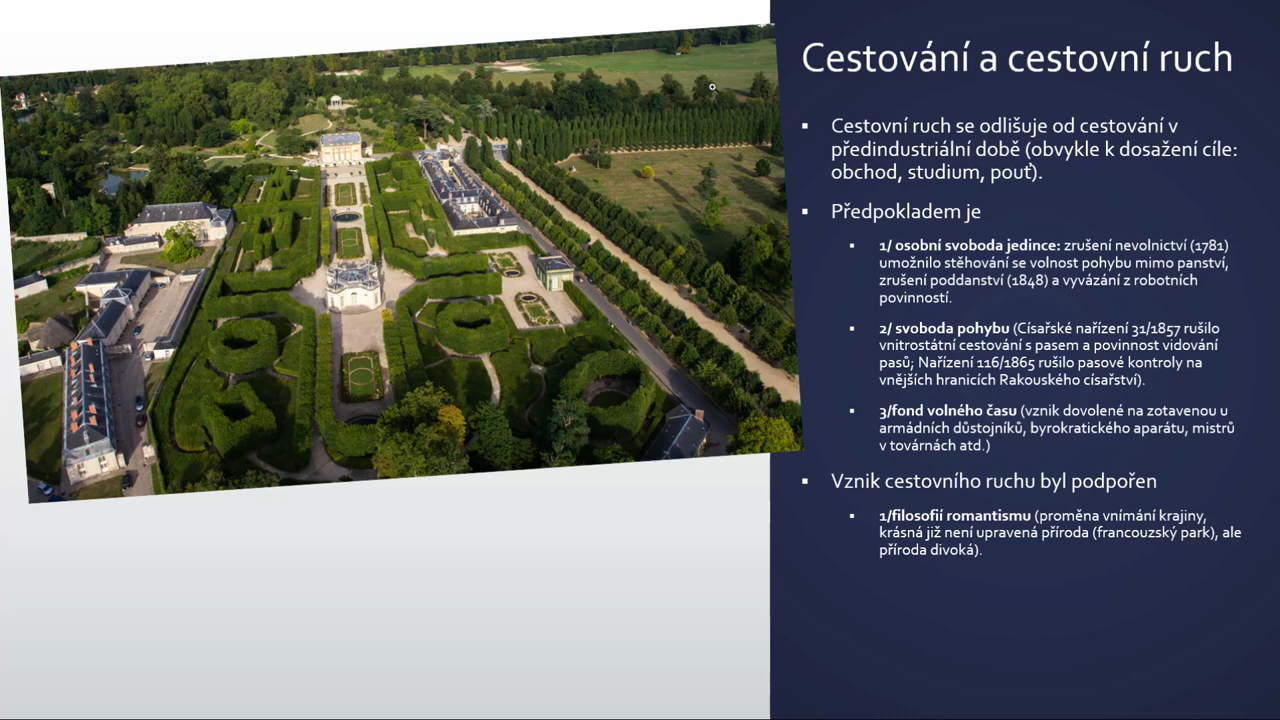 Cestování a cestovní ruch
Cestovní ruch se odlišuje od cestování v
předindustriální době (obvykle k dosažení cíle:
obchod, studium, pouť).
Předpokladem je
1/ osobní svoboda jedince: zrušení nevolnictví (1781)
umožnilo stěhování se volnost pohybu mimo panství,
zrušení poddanství (1848) a vyvázání z robotních
povinností.
2/ svoboda pohybu (Císařské nařízení 31/1857 rušilo
vnitrostátní cestování s pasem a povinnost vidování
pasů; Nařízení 116/1865 rušilo pasové kontroly na
vnějších hranicích Rakouského císařství).
3/fond volného času (vznik dovolené na zotavenou u
armádních důstojníků, byrokratického aparátu, mistrů
v továrnách atd.)
Vznik cestovního ruchu byl podpořen
1/filosofií romantismu (proměna vnímání krajiny,
krásná již není upravená příroda (francouzský park), ale
příroda divoká).